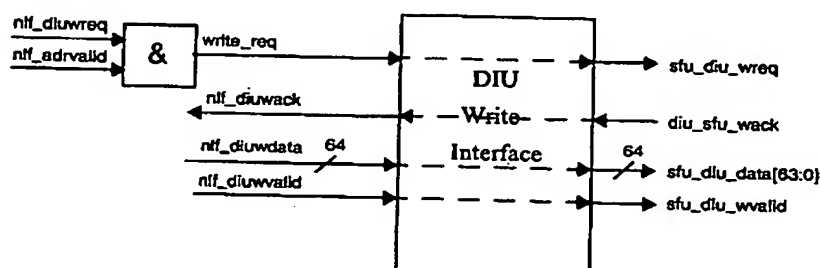 nlf_diuwreq
nlf_adrvalid
&
write_req
sfu_diu_wreq
DIU
nlf_diuwack
Write
diu_sfu_wack
nlf_diuwdata
64
Interface
64
sfu_diu_data[63:0]
nlf_diuwvalid
sfu_diu_wvalid